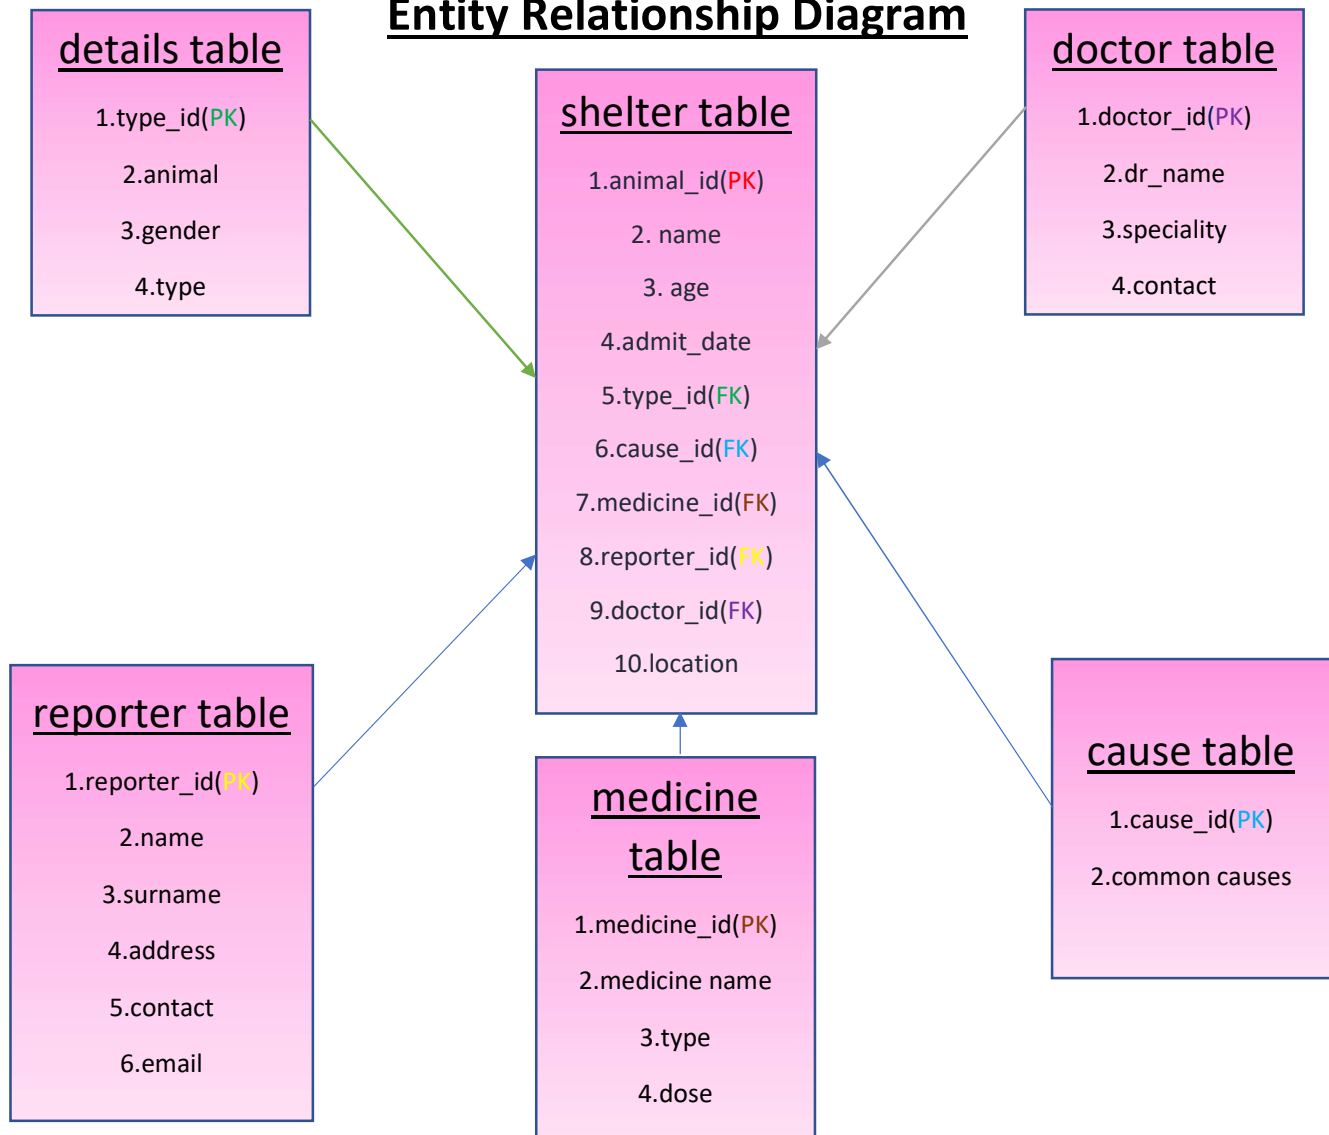 Entity Relationship Diagram
details table
1.type_id(PK)
2.animal
3.gender
4.type
shelter table
1.animal_id(PK)
2. name
3. age
4.admit_date
5.type_id(FK)
6.cause_id(FK)
7.medicine_id(FK)
8.reporter_id(FK)
9.doctor_id(FK)
10.location
doctor table
1.doctor_id(PK)
2.dr_name
3.speciality
4.contact
reporter table
1.reporter_id(PK)
2.name
3.surname
4.address
5.contact
6.email
medicine
table
1.medicine_id(PK)
2.medicine name
3.type
4.dose
cause table
1.cause_id(PK)
2.common causes